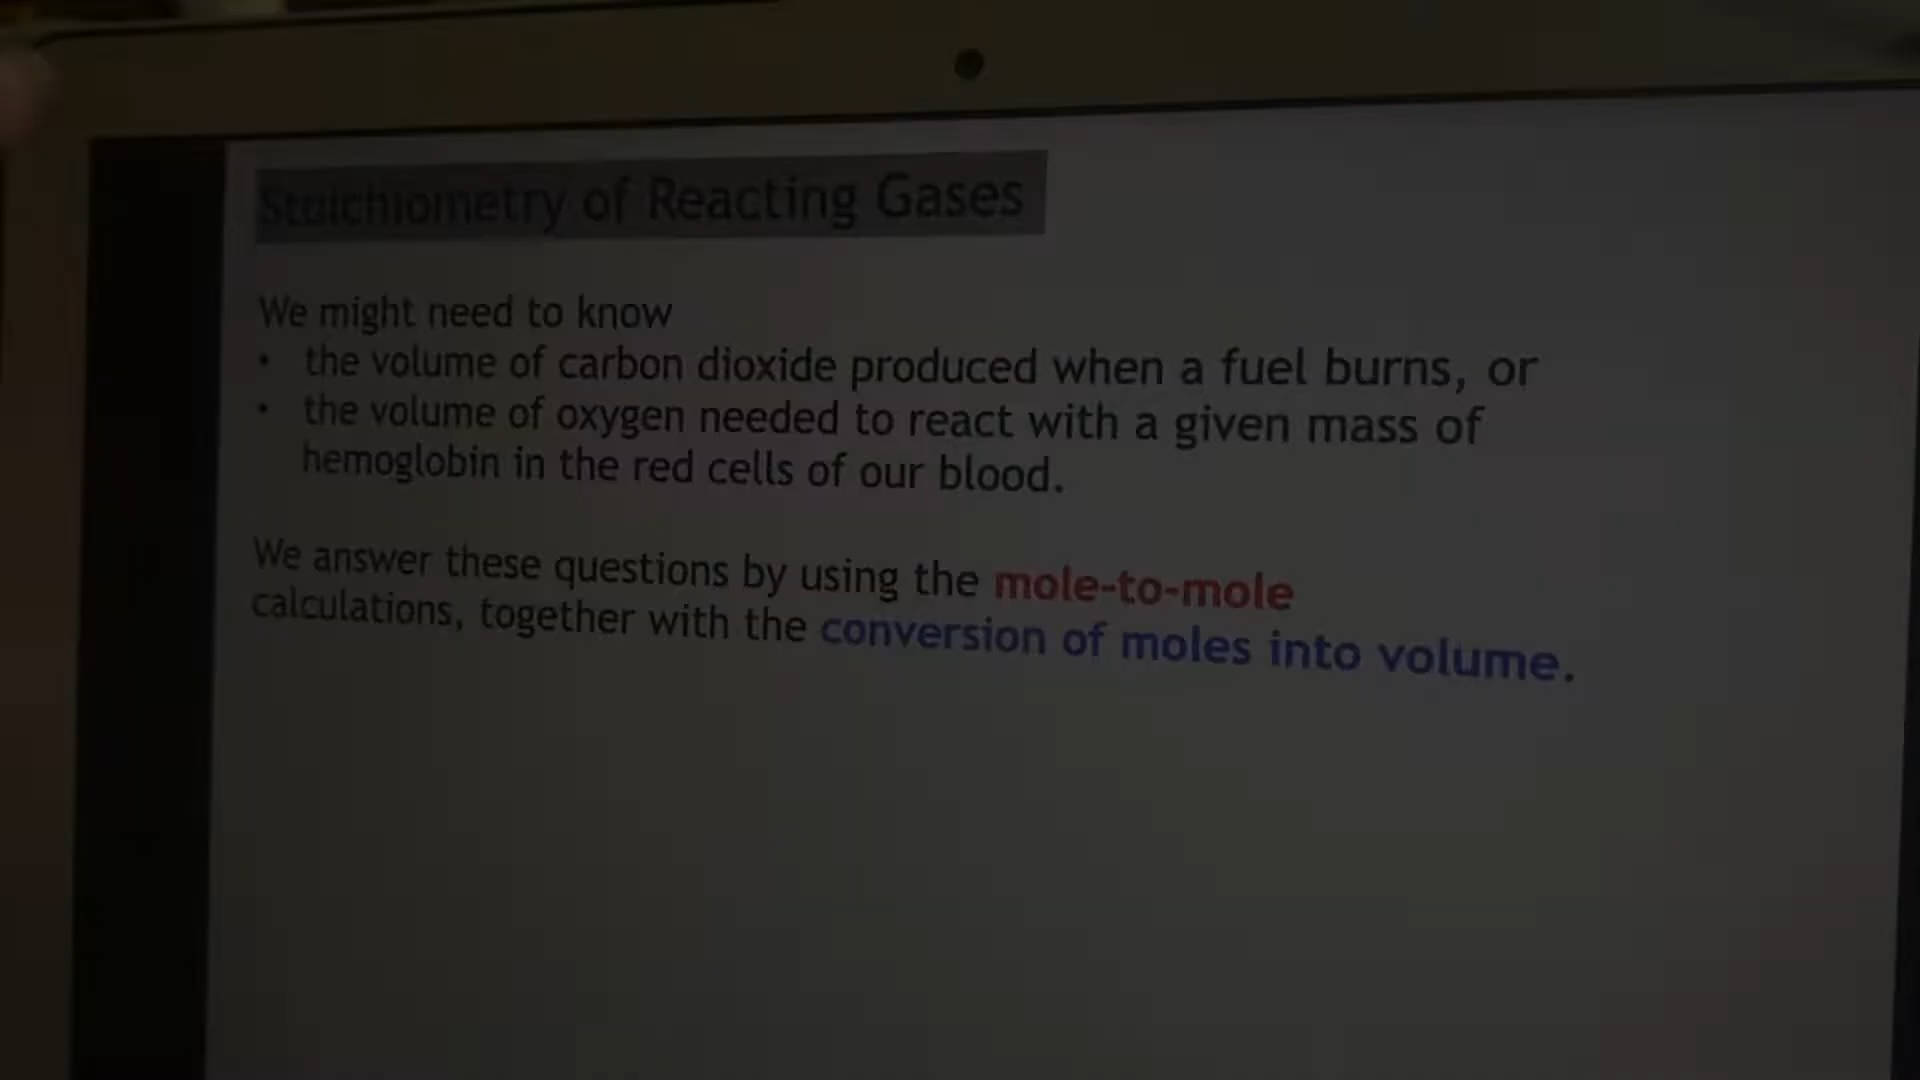 Stoichiometry of Reacting Gases
We might need to know
• the volume of carbon dioxide produced when a fuel burns, or
• the volume of oxygen needed to react with a given mass of
hemoglobin in the red cells of our blood.
We answer these questions by using the mole-to-mole
calculations, together with the conversion of moles into volume.